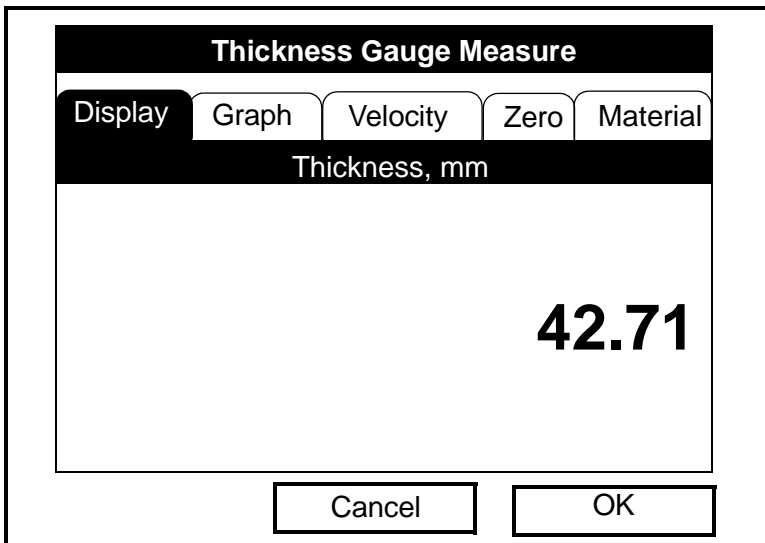 Thickness Gauge Measure
Display Graph Velocity Zero Material
Thickness, mm
42.71
Cancel OK